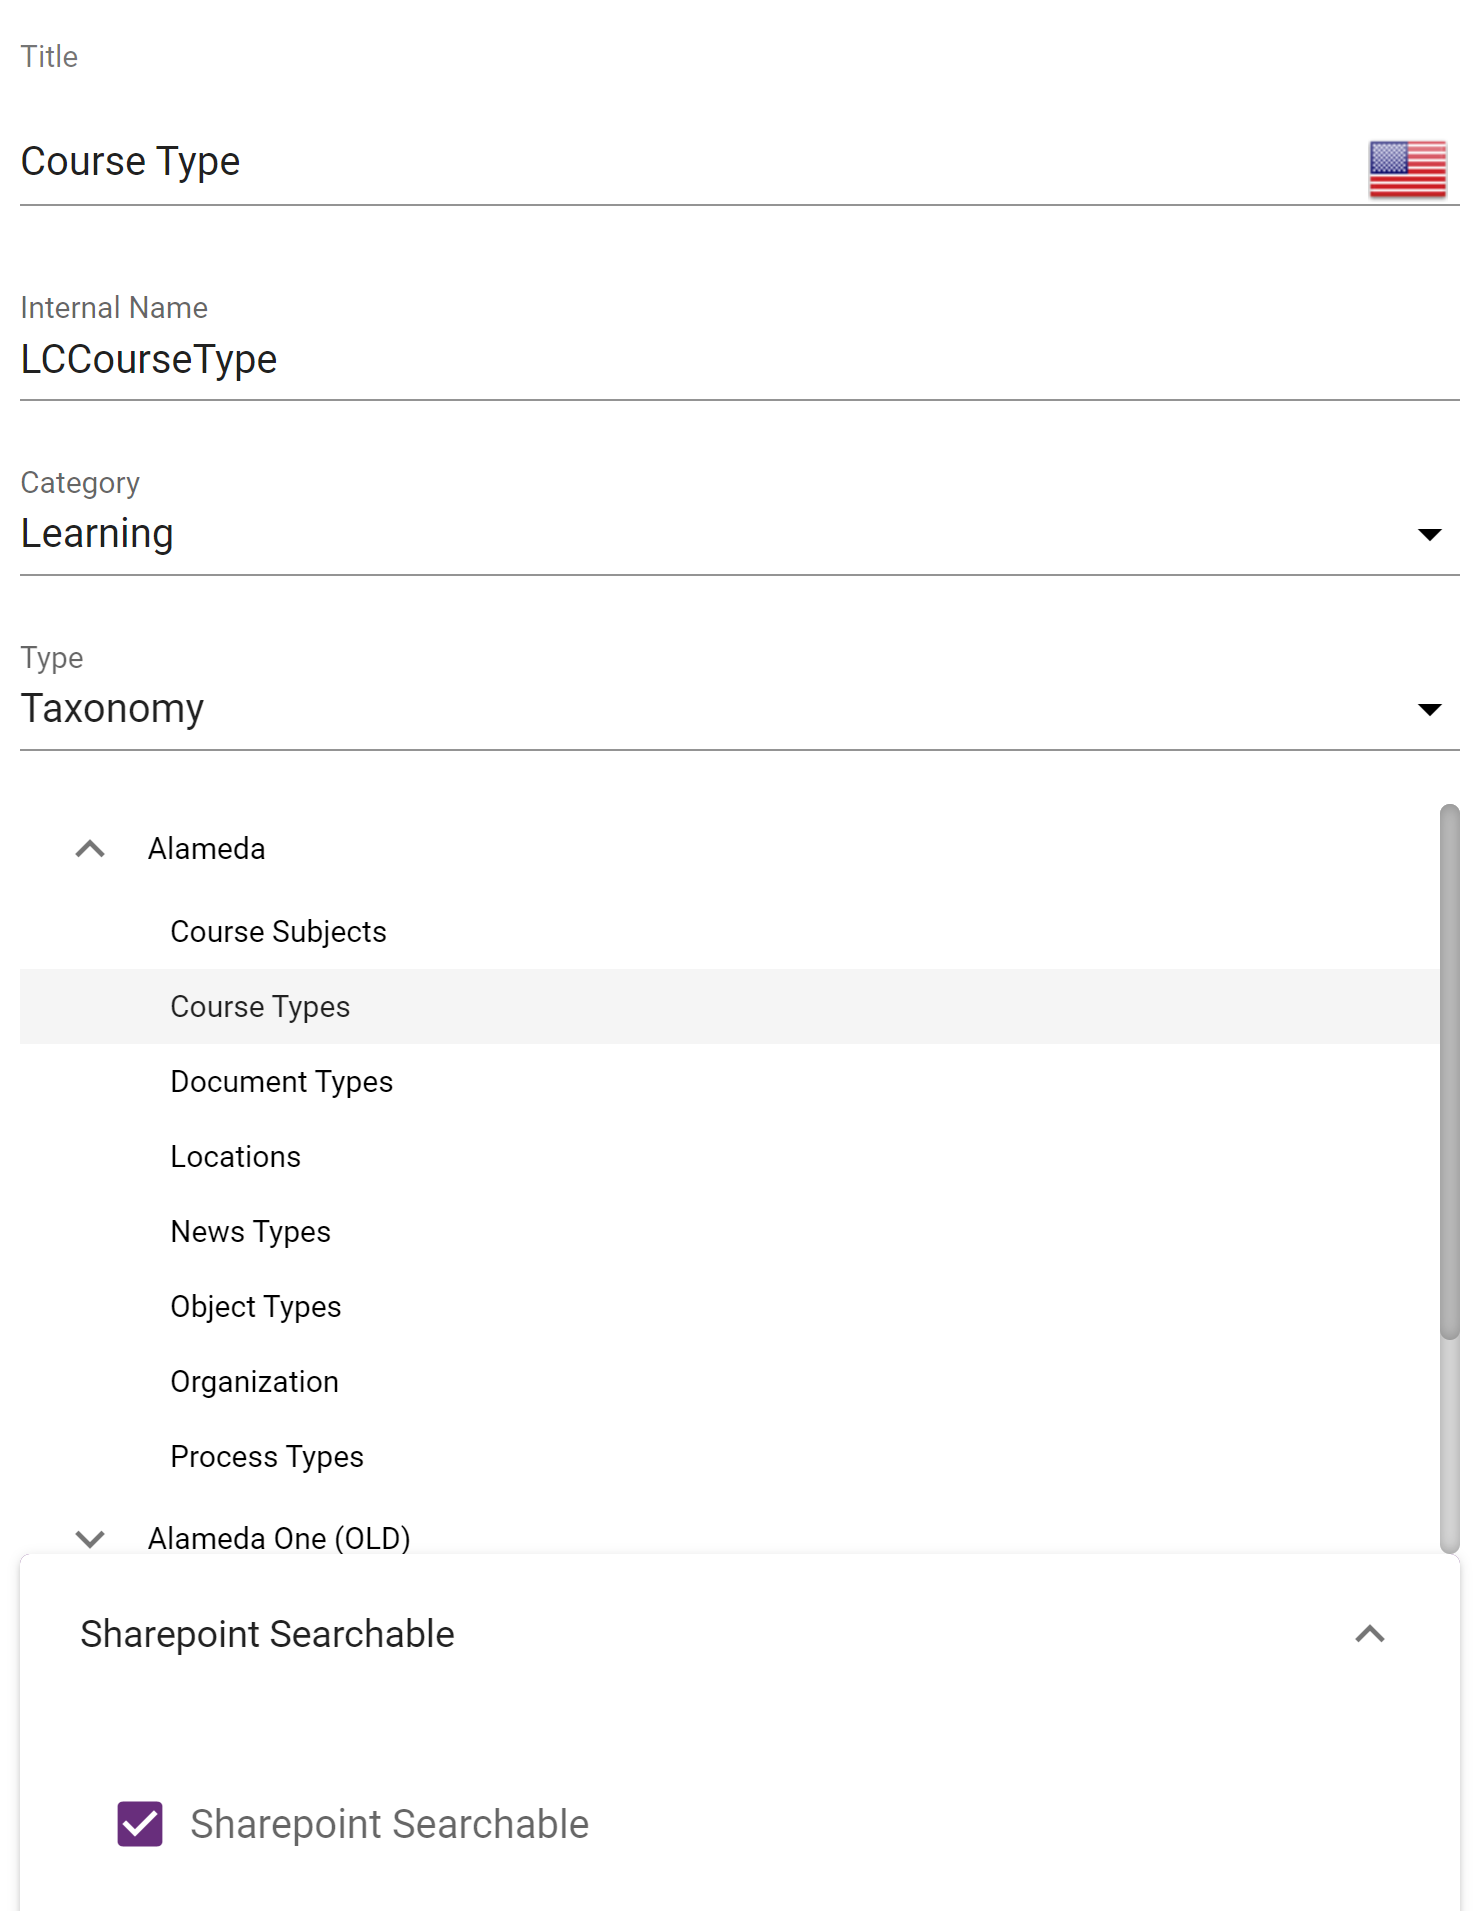 Title
Course Type
Internal Name
LCCourseType
Category
Learning
Type
Taxonomy
Alameda
Course Subjects
Course Types
Document Types
Locations
News Types
Object Types
Organization
Process Types
Alameda One (OLD)
Sharepoint Searchable
Sharepoint Searchable